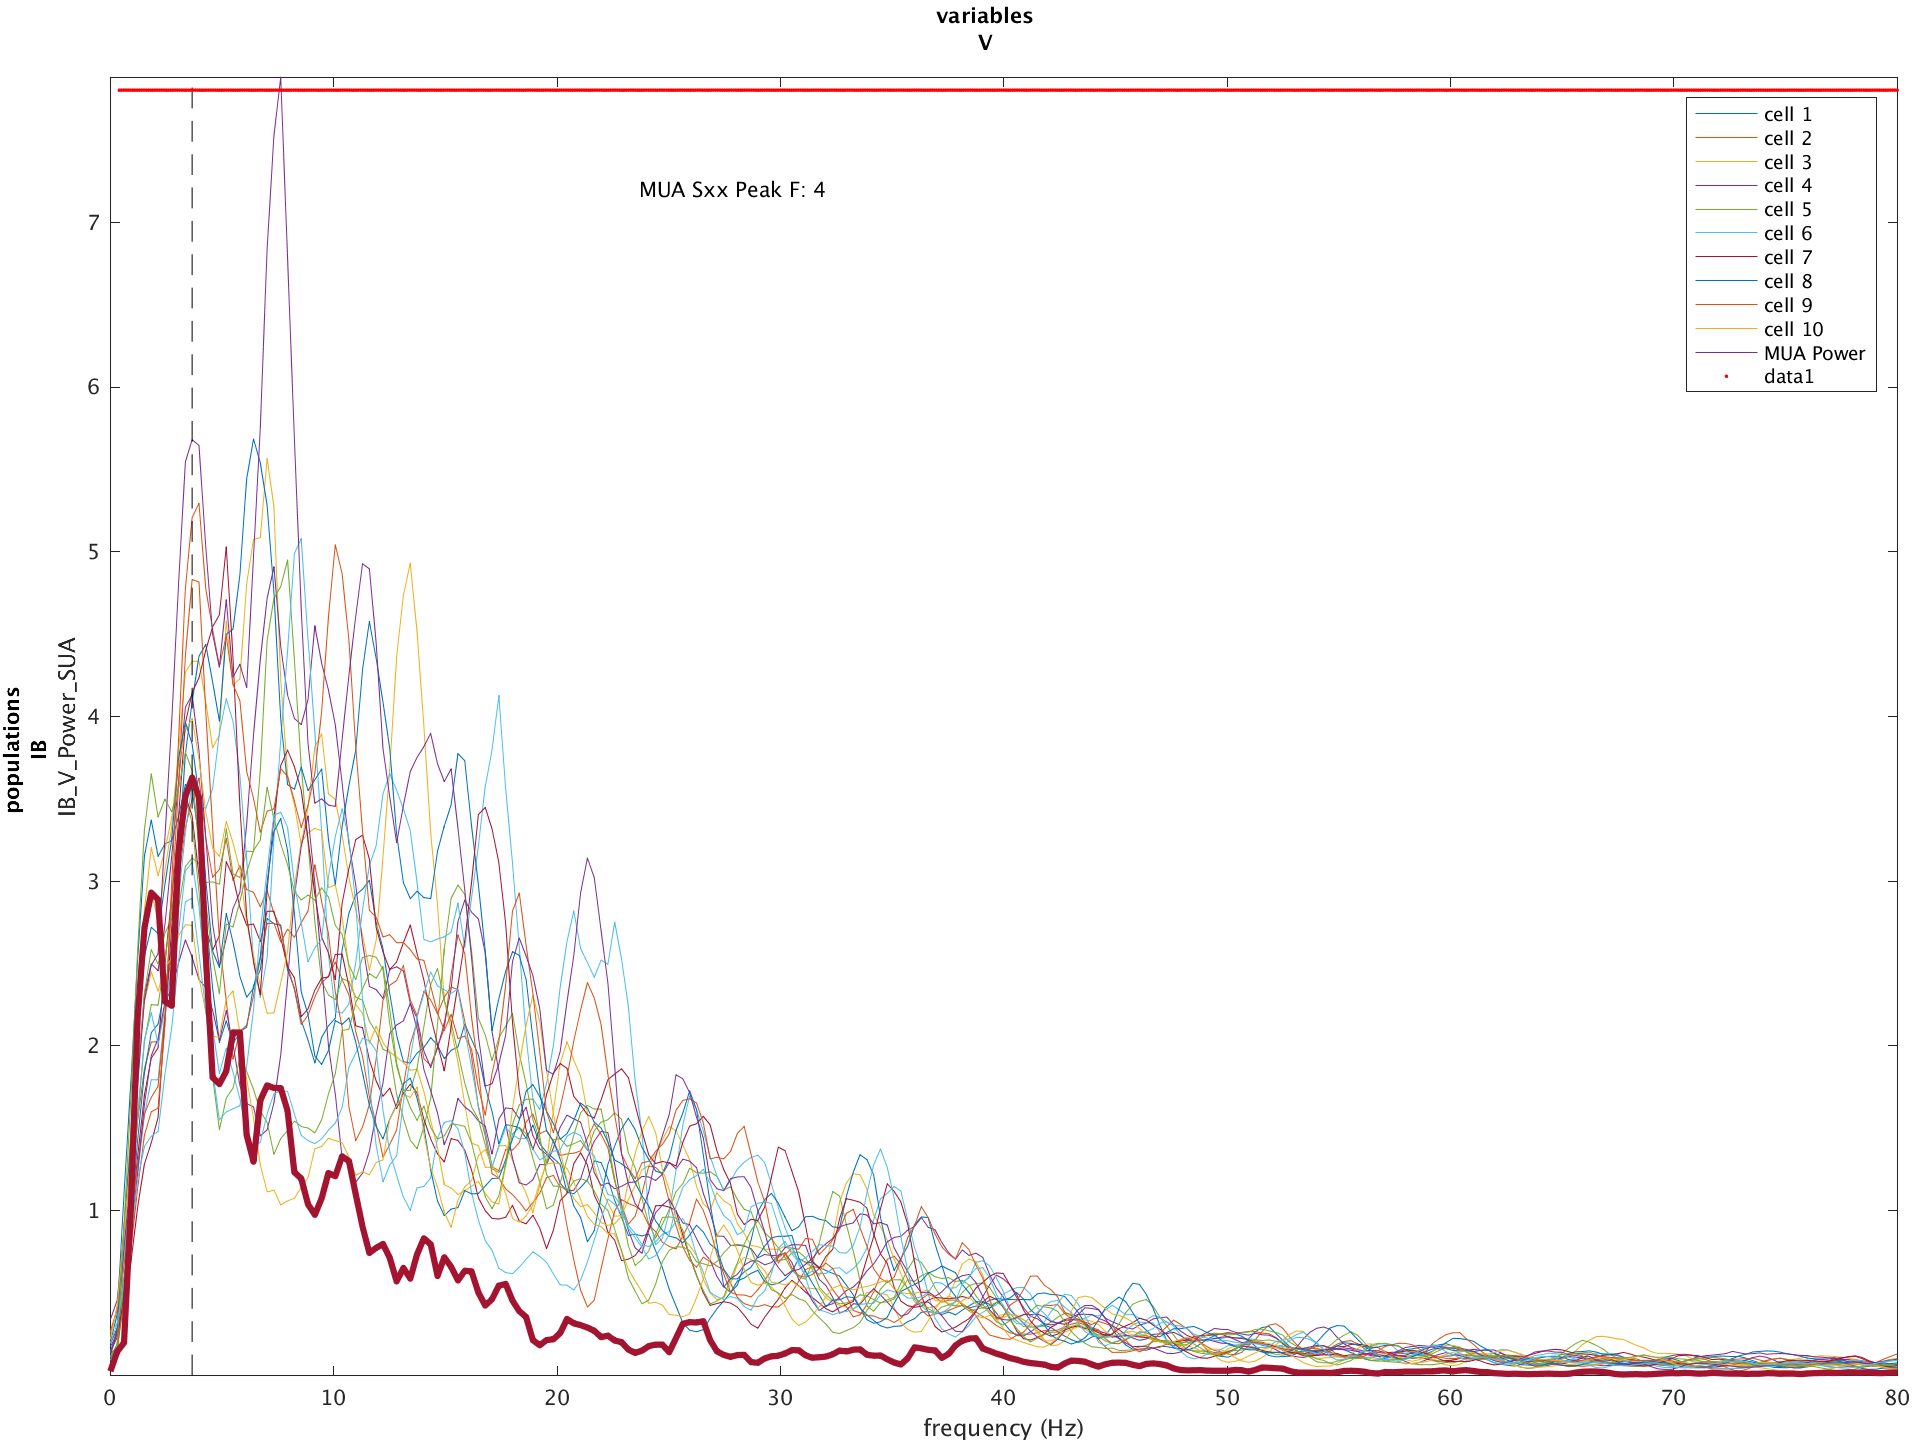 variables
V
MUA Sxx Peak F: 4
cell 1
cell 2
cell 3
cell 4
cell 5
cell 6
cell 7
cell 8
cell 9
cell 10
MUA Power
data1
populations
IB
IB_V_Power_SUA
7
6
5
4
3
2
1
0 10 20 30 40 50 60 70 80
frequency (Hz)